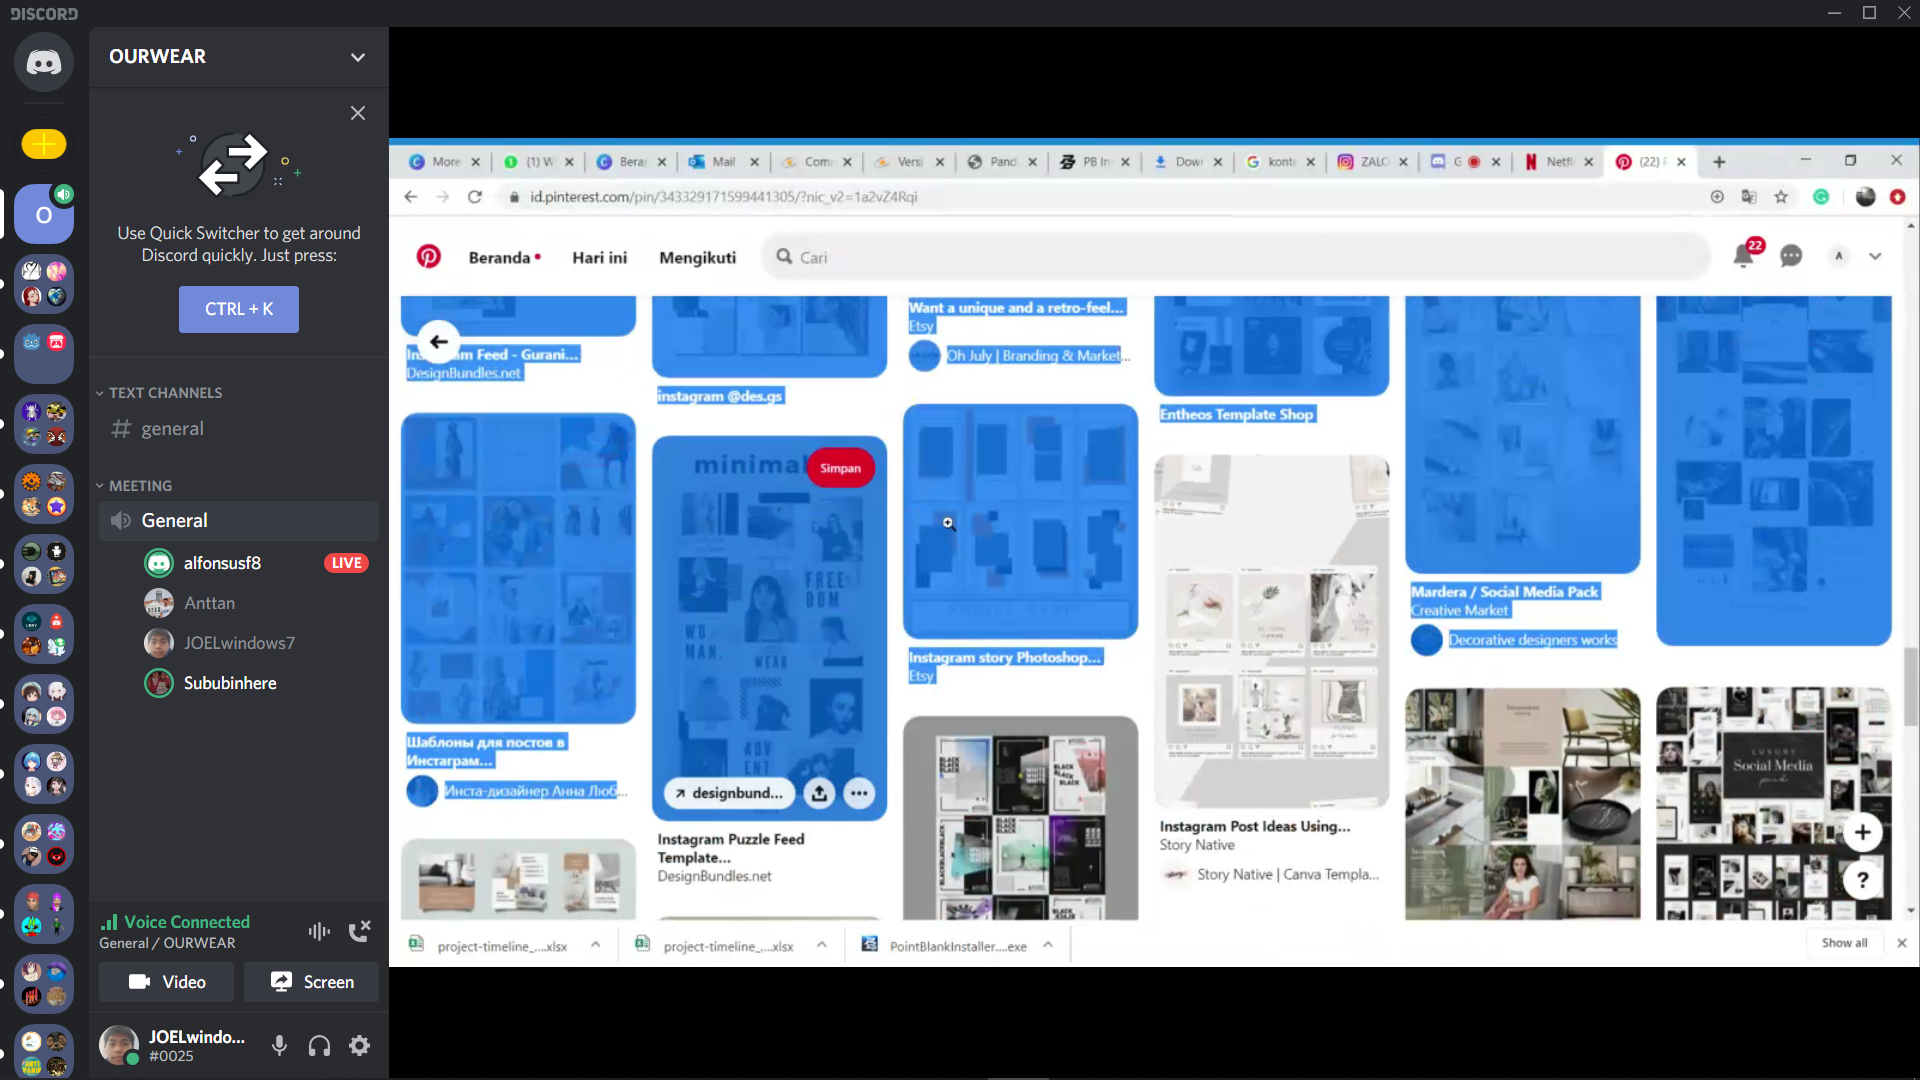 DISCORD
OURWEAR
Use Quick Switcher to get around
Discord quickly. Just press:
CTRL + K
TEXT CHANNELS
general
MEETING
General
alfonsusf8
LIVE
Anttan
JOELwindows7
Sububinhere
Voice Connected
General / OURWEAR
Video
Screen
JOELwindo...
#0025
O
More
(1) W
Bera
Mail
Com
Versi
Pand
PB In
Dow
kont
ZALO
G
Netfl
(22)
id.pinterest.com/pin/343329171599441305/?nic_v2=1a2vZ4Rqi
Beranda
Hari ini
Mengikuti
Cari
22
A
am Feed - Gurani...
DesignBundles.net
instagram @des.gs
Want a unique and a retro-feel...
Etsy
Oh July | Branding & Market...
Entheos Template Shop
minimal
Simpan
FREE
DOM
WO
MAN.
WEAR
ADV
ENT
designbund...
Шаблоны для постов в
Инстаграм...
Инста-дизайнер Анна Люб...
Instagram Puzzle Feed
Template...
DesignBundles.net
Instagram story Photoshop...
Etsy
BLACK
BLACK
BLACK
Instagram Post Ideas Using...
Story Native
Story Native | Canva Templa...
Mardera / Social Media Pack
Creative Market
Decorative designers works
LUXURY
Social Media
pack
?
project-timeline_....xlsx
project-timeline_....xlsx
PointBlankInstaller....exe
Show all